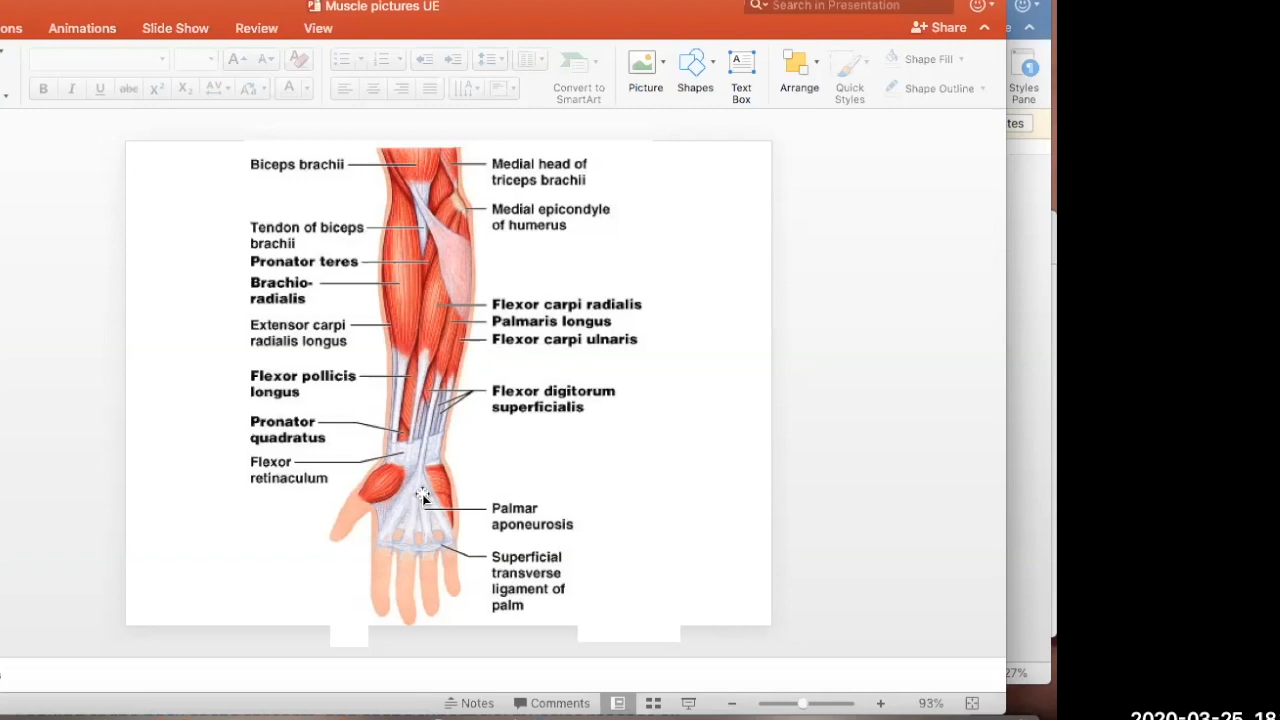 Muscle pictures UE
Search in Presentation
ons Animations Slide Show Review View
Share
Convert to
SmartArt
Picture
Shapes
Text
Box
Arrange
Quick
Styles
Shape Fill
Shape Outline
Styles
Pane
tes
Biceps brachii
Tendon of biceps
brachii
Pronator teres
Brachio-
radialis
Extensor carpi
radialis longus
Flexor pollicis
longus
Pronator
quadratus
Flexor
retinaculum
Medial head of
triceps brachii
Medial epicondyle
of humerus
Flexor carpi radialis
Palmaris longus
Flexor carpi ulnaris
Flexor digitorum
superficialis
Palmar
aponeurosis
Superficial
transverse
ligament of
palm
27%
Notes Comments 93%